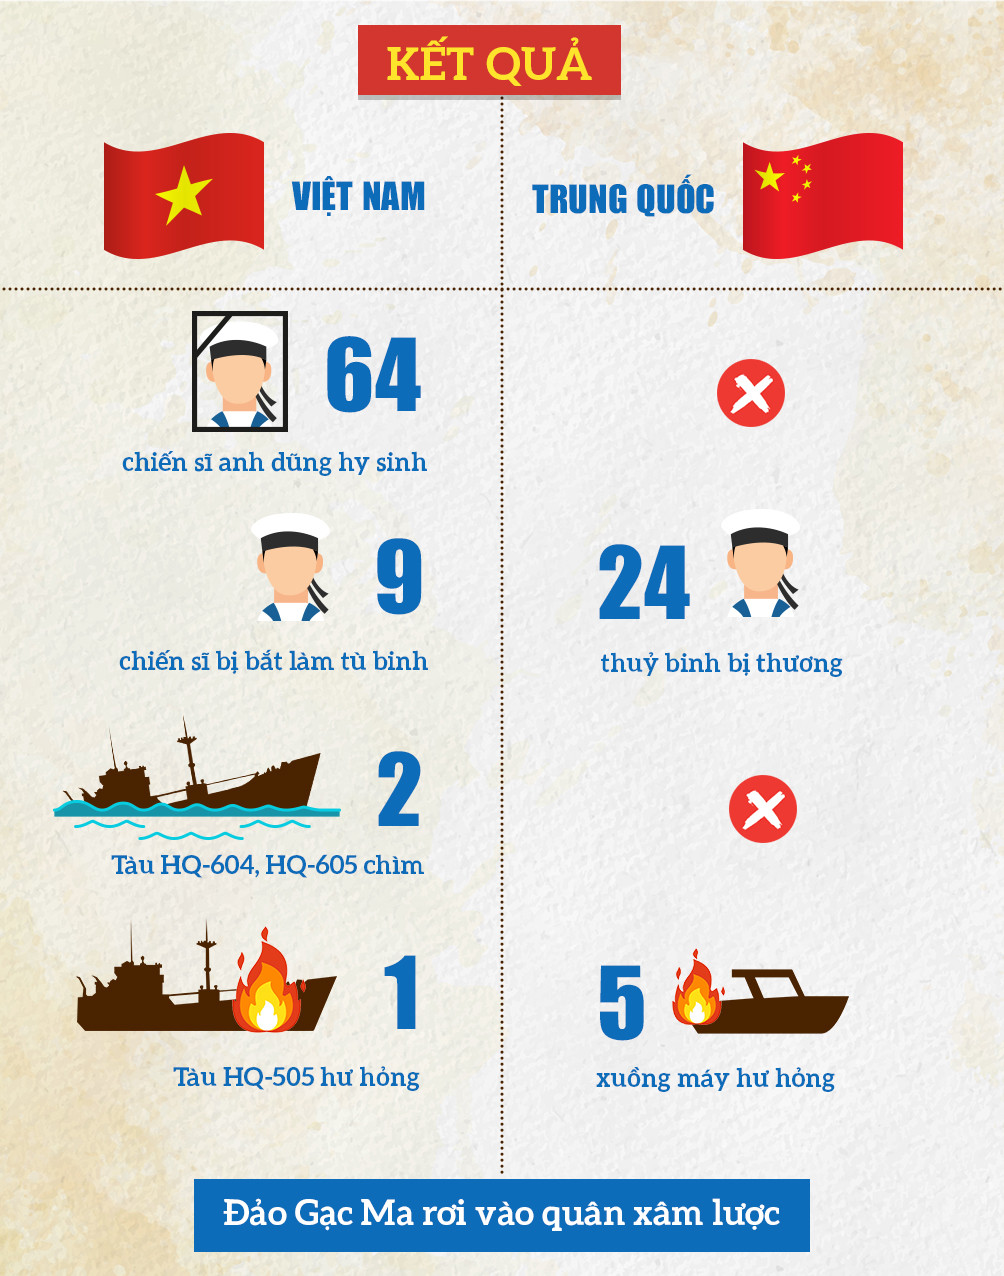 KẾT QUẢ
VIỆT NAM
TRUNG QUỐC
64
chiến sĩ anh dũng hy sinh
9
chiến sĩ bị bắt làm tù binh
24
thuỷ binh bị thương
2
Tàu HQ-604, HQ-605 chìm
1
Tàu HQ-505 hư hỏng
5
xuồng máy hư hỏng
Đảo Gạc Ma rơi vào quân xâm lược